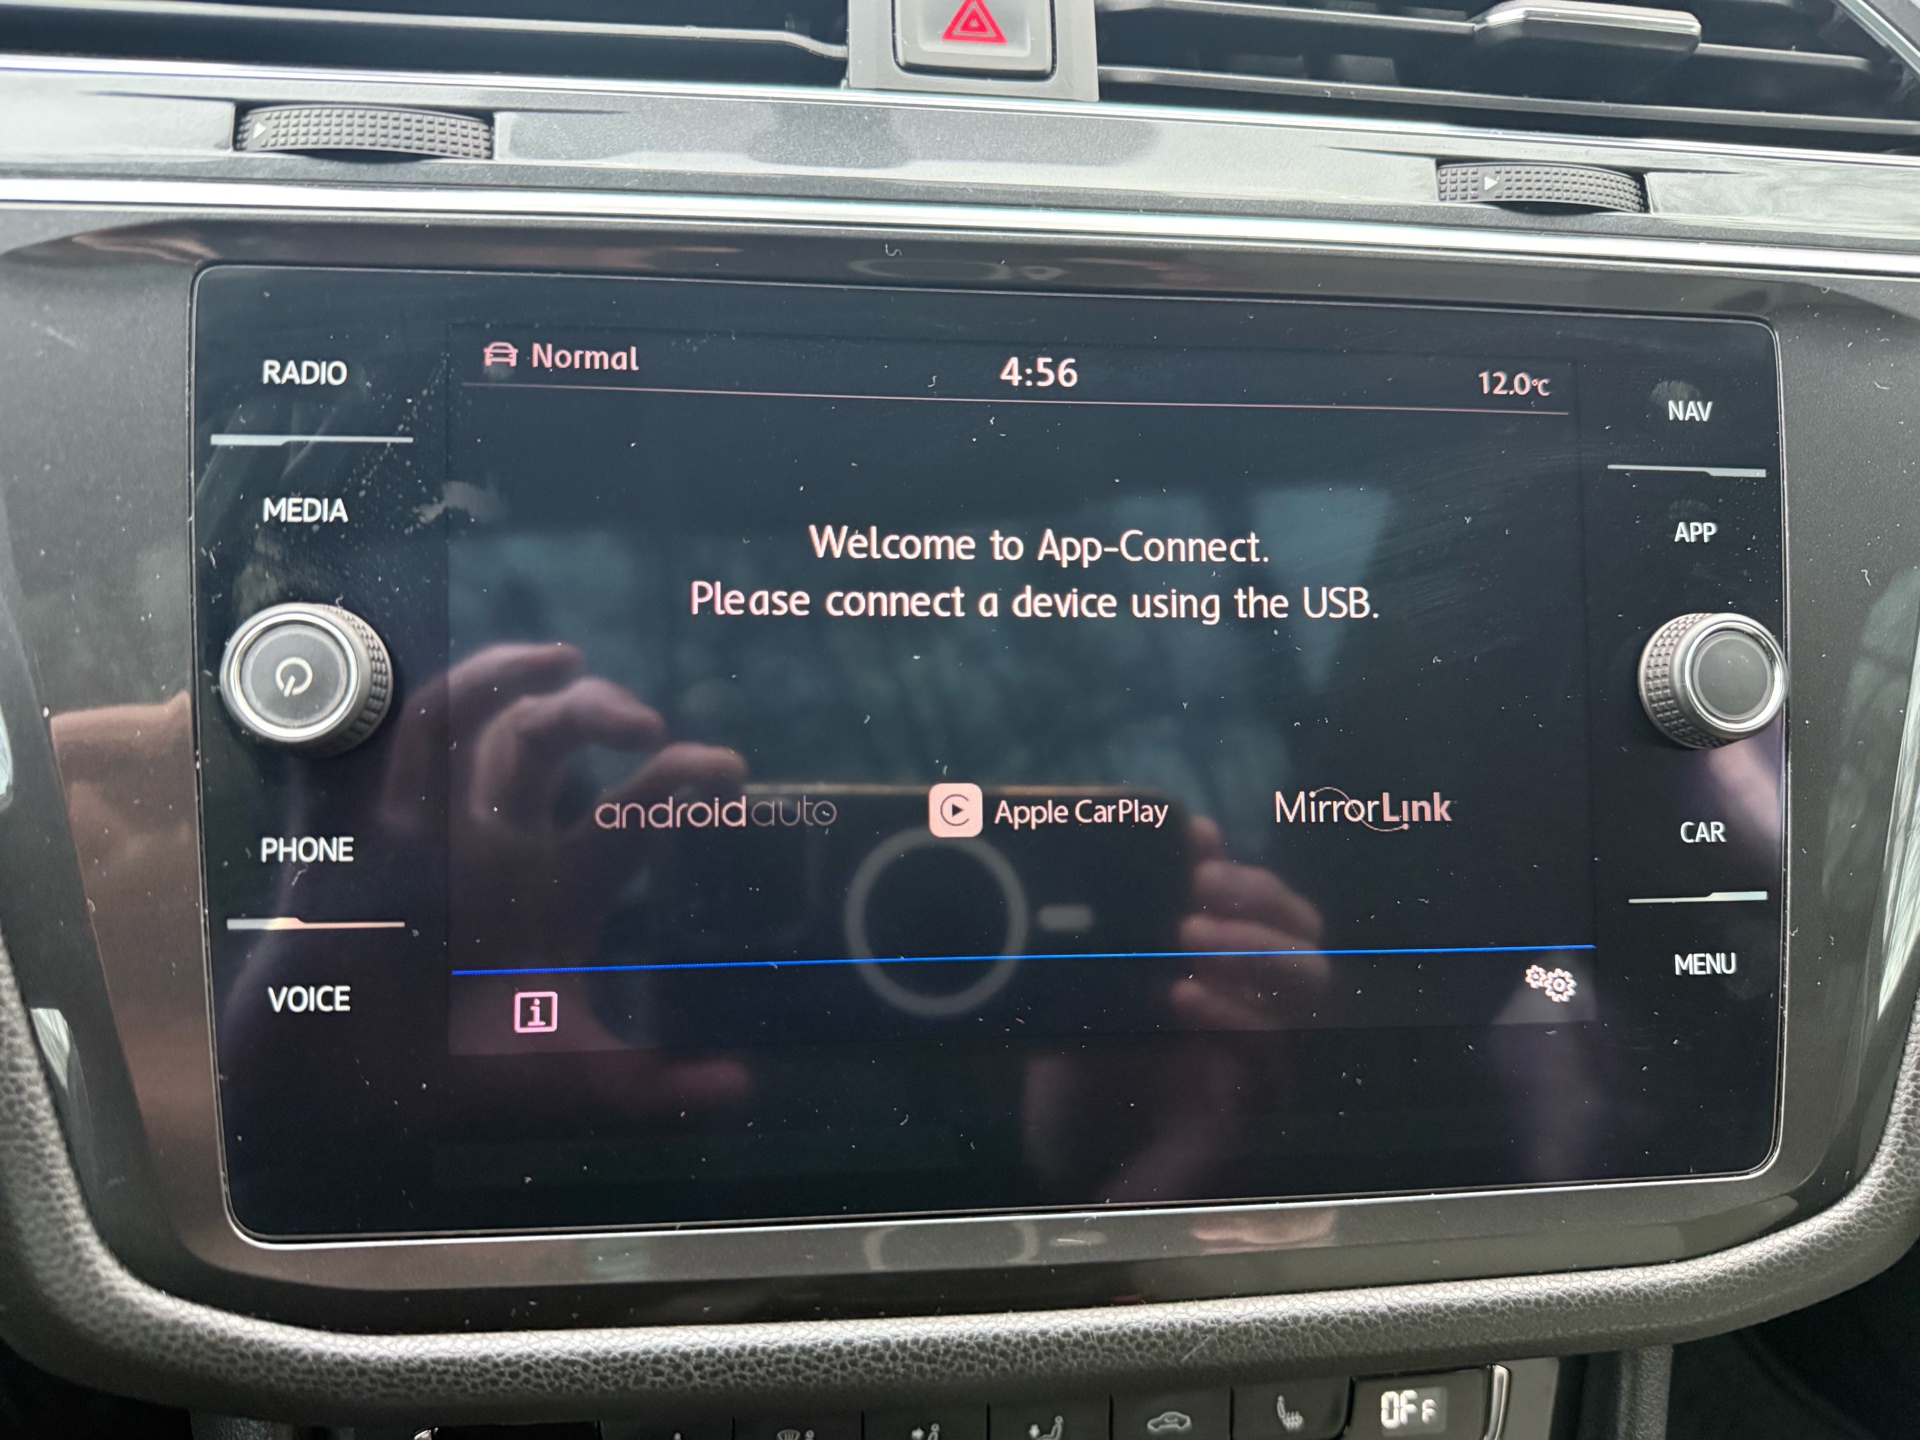 RADIO
MEDIA
PHONE
VOICE
Normal
4:56
12.0°C
Welcome to App-Connect.
Please connect a device using the USB.
androidauto
Apple CarPlay
MirrorLink
i
NAV
APP
CAR
MENU
OFF